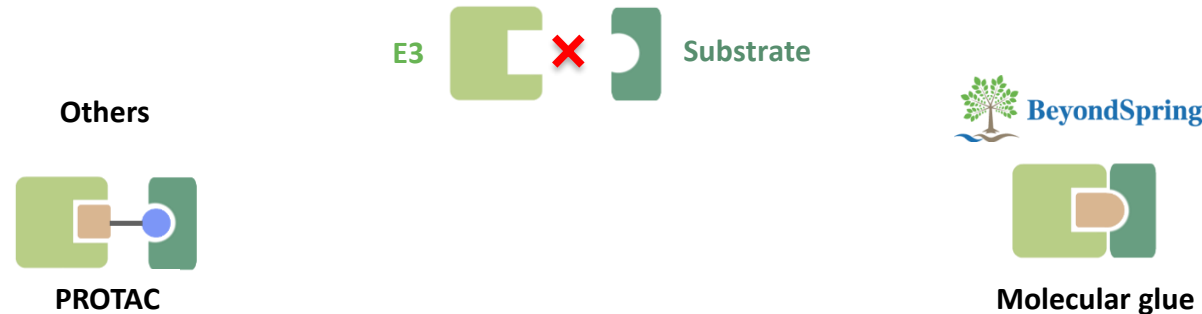 E3
Substrate
Others
BeyondSpring
PROTAC
Molecular glue